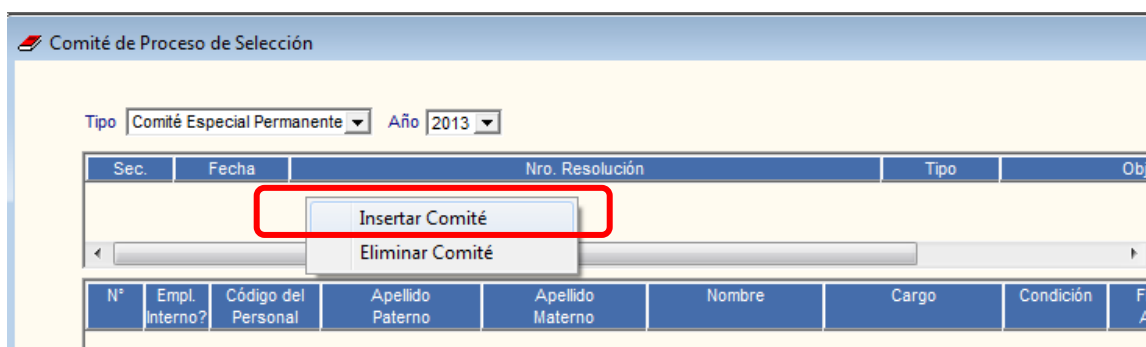 Comité de Proceso de Selección
Tipo Comité Especial Permanente Año 2013
Sec. Fecha Nro. Resolución Tipo
Insertar Comité
Eliminar Comité
N° Empl. Código del Apellido Apellido Nombre Cargo Condición
Interno? Personal Paterno Materno